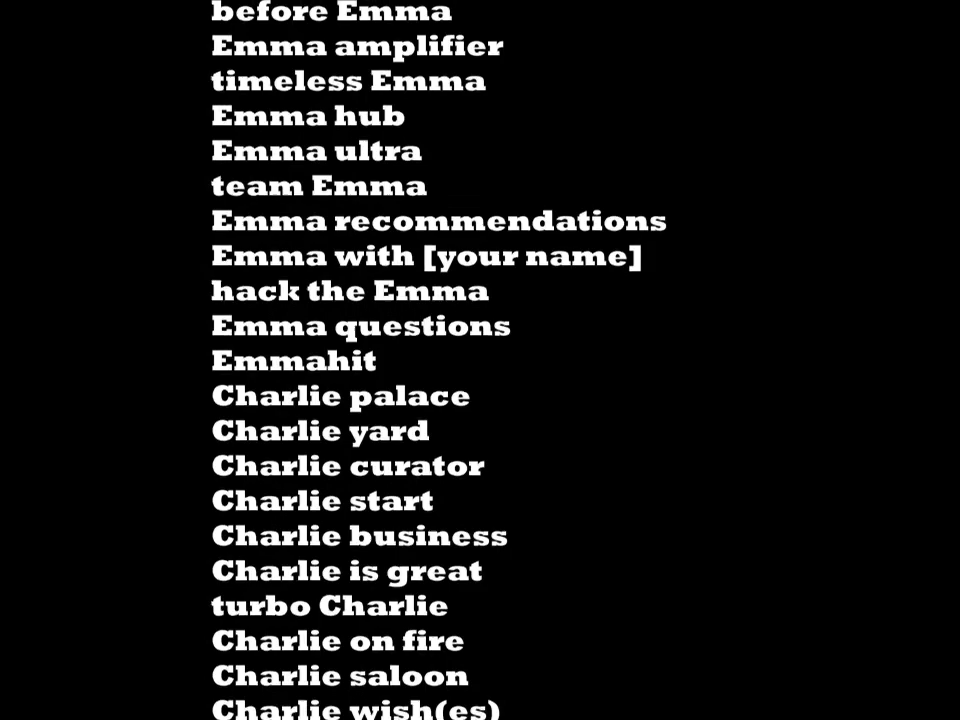 before Emma
Emma amplifier
timeless Emma
Emma hub
Emma ultra
team Emma
Emma recommendations
Emma with [your name]
hack the Emma
Emma questions
Emmahit
Charlie palace
Charlie yard
Charlie curator
Charlie start
Charlie business
Charlie is great
turbo Charlie
Charlie on fire
Charlie saloon
Charlie wish(es)